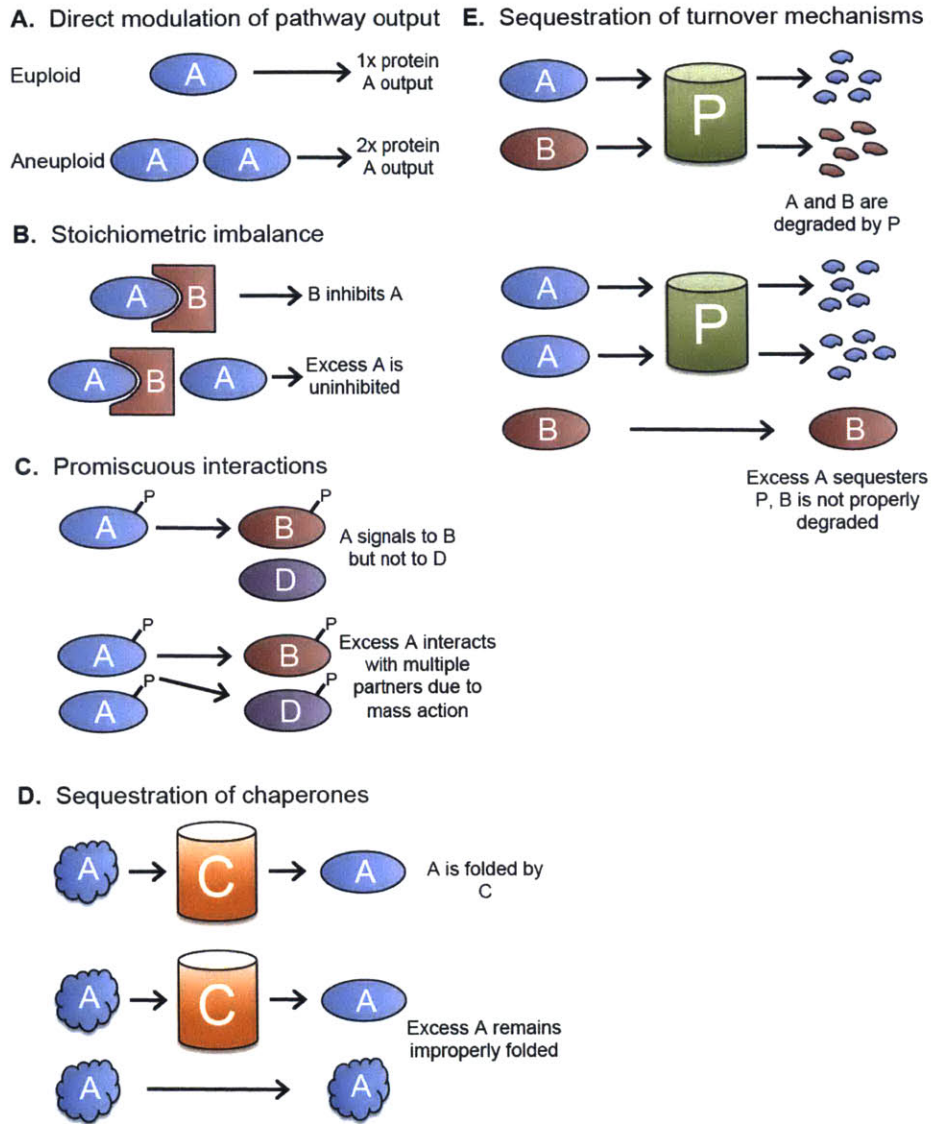 A. Direct modulation of pathway output
Euploid
A
1x protein
A output
Aneuploid
A
A
2x protein
A output
B. Stoichiometric imbalance
A
B
B inhibits A
A
B
A
Excess A is
uninhibited
C. Promiscuous interactions
P
A
P
B
D
A signals to B
but not to D
P
A
P
A
P
B
P
D
Excess A interacts
with multiple
partners due to
mass action
D. Sequestration of chaperones
A
C
A
A is folded by
C
A
C
A
Excess A remains
improperly folded
A
A
E. Sequestration of turnover mechanisms
A
B
P
A and B are
degraded by P
A
A
P
B
B
Excess A sequesters
P, B is not properly
degraded